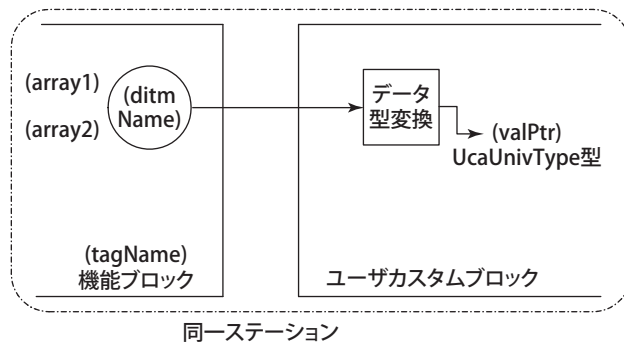 (array1)
(array2)
(ditm
Name)
データ
型変換
(valPtr)
UcaUnivType型
(tagName)
機能ブロック
ユーザカスタムブロック
同一ステーション